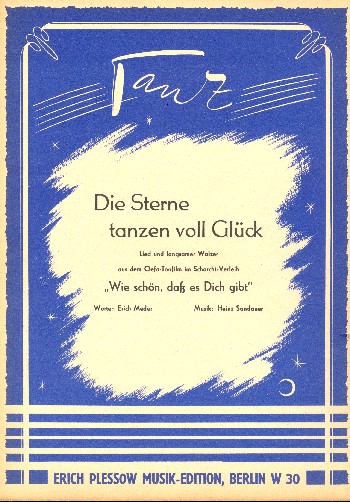 Tanz
Die Sterne
tanzen voll Glück
Lied und langsamer Walzer
aus dem Cleja-Tonfilm im Schorcht-Verleih
„Wie schön, daß es Dich gibt"
Worte: Erich Meder Musik: Heinz Sandauer
ERICH PLESSOW MUSIK-EDITION, BERLIN W 30